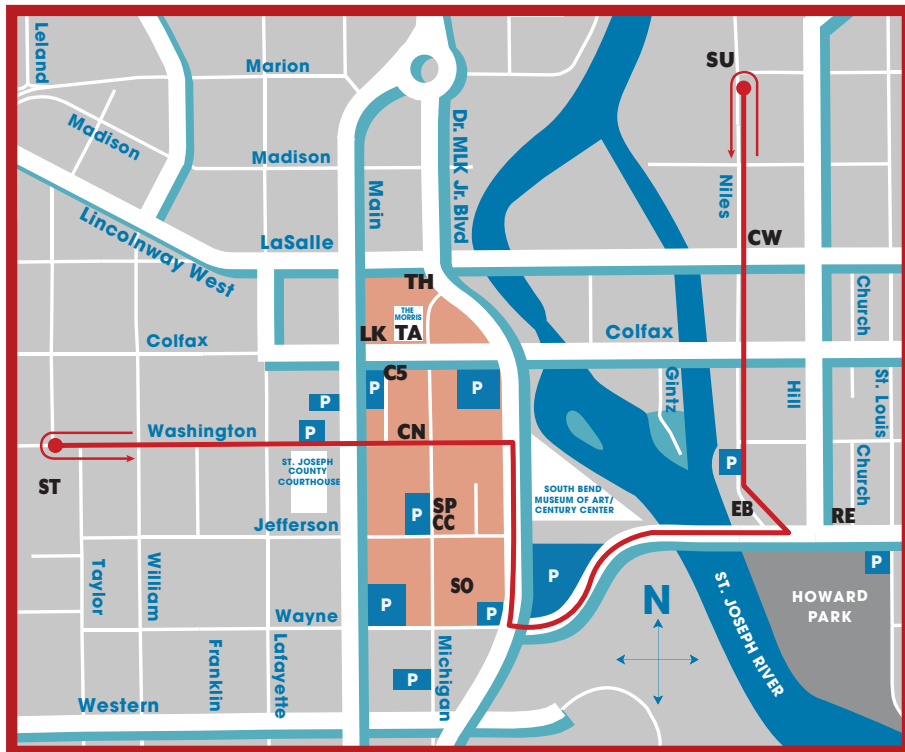 Leland
Marion
SU
Madison
Madison
Main
Dr. MLK Jr. Blvd
Niles
Lincolnway West
LaSalle
CW
TH
THE
MORRIS
LK
TA
Colfax
Colfax
Church
C5
P
P
P
P
Gintz
Hill
St. Louis
Washington
CN
ST
ST. JOSEPH
COUNTY
COURTHOUSE
P
SOUTH BEND
MUSEUM OF ART/
CENTURY CENTER
Church
P
SP
CC
EB
RE
Jefferson
Taylor
William
P
SO
P
P
P
ST. JOSEPH RIVER
HOWARD
PARK
N
Wayne
Franklin
Lafayette
Michigan
P
Western